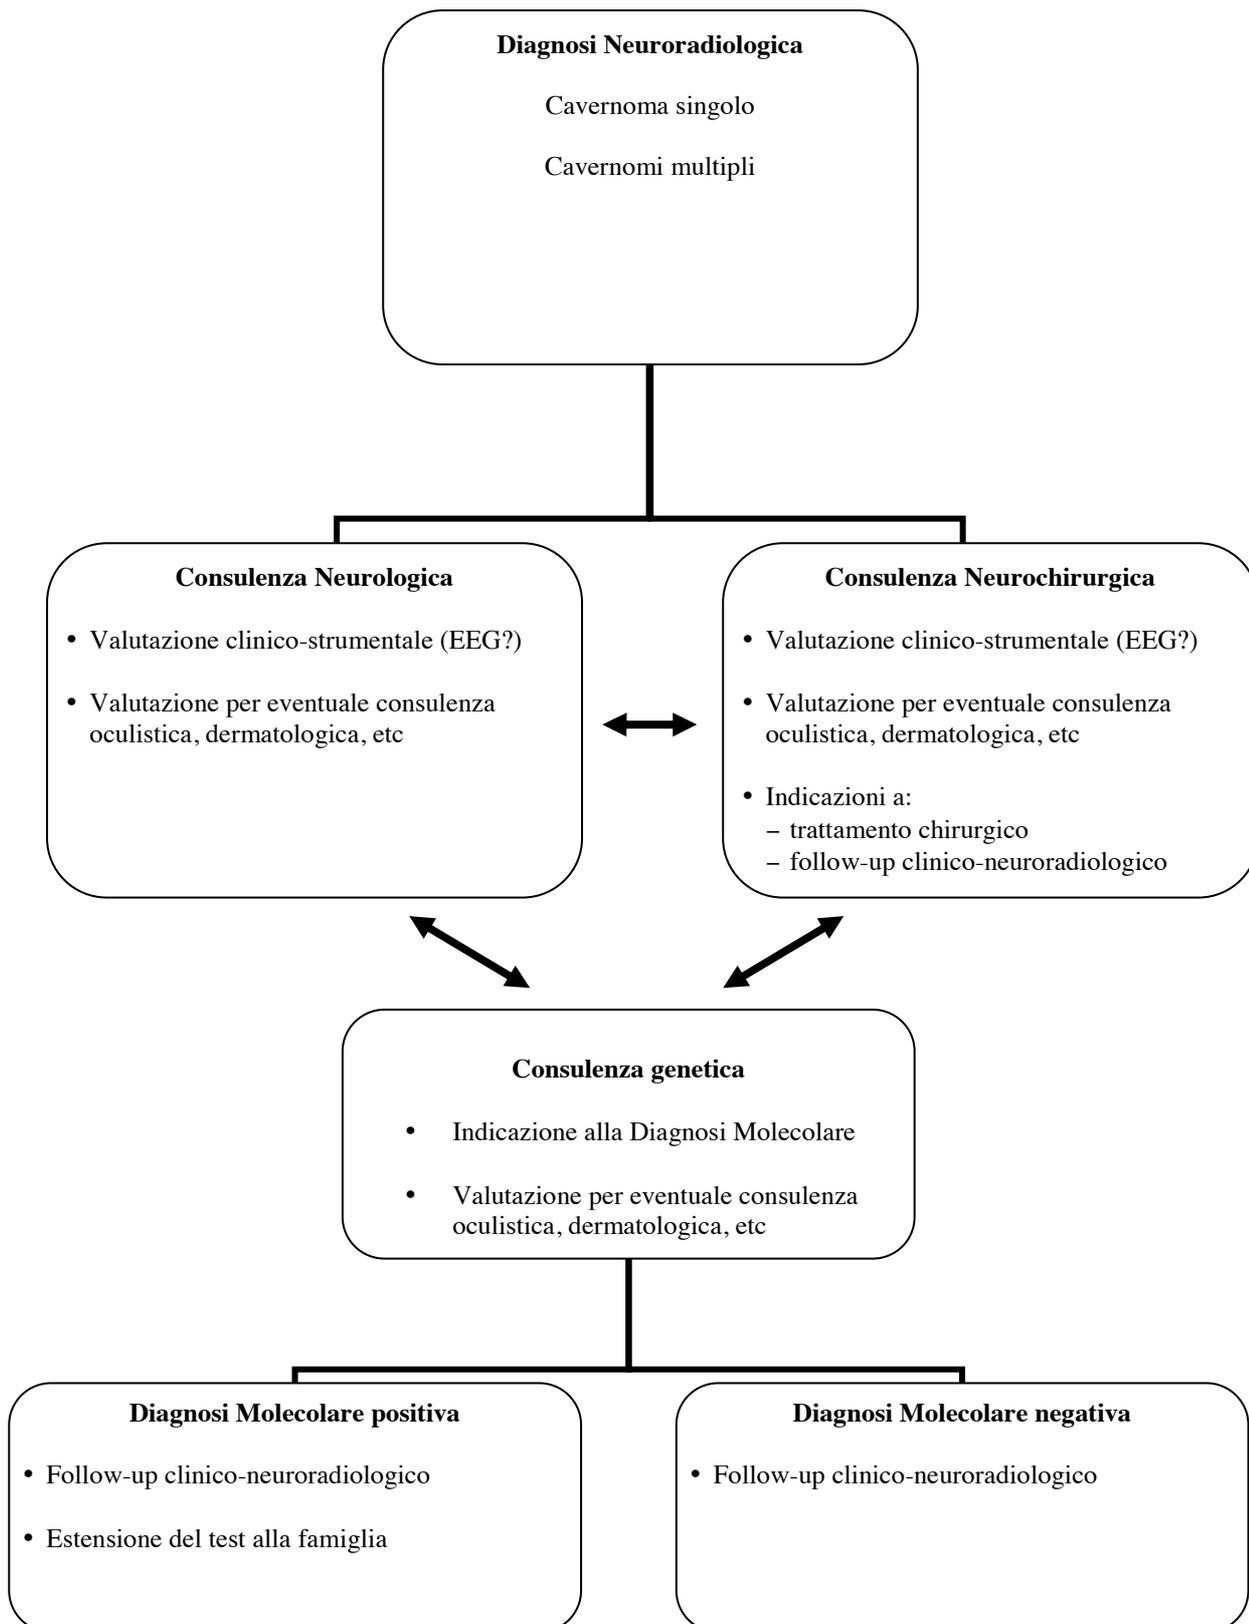 Diagnosi Neuroradiologica
Cavernoma singolo
Cavernomi multipli
Consulenza Neurologica
• Valutazione clinico-strumentale (EEG?)
• Valutazione per eventuale consulenza
oculistica, dermatologica, etc
Consulenza Neurochirurgica
• Valutazione clinico-strumentale (EEG?)
• Valutazione per eventuale consulenza
oculistica, dermatologica, etc
• Indicazioni a:
– trattamento chirurgico
– follow-up clinico-neuroradiologico
Consulenza genetica
• Indicazione alla Diagnosi Molecolare
• Valutazione per eventuale consulenza
oculistica, dermatologica, etc
Diagnosi Molecolare positiva
• Follow-up clinico-neuroradiologico
• Estensione del test alla famiglia
Diagnosi Molecolare negativa
• Follow-up clinico-neuroradiologico